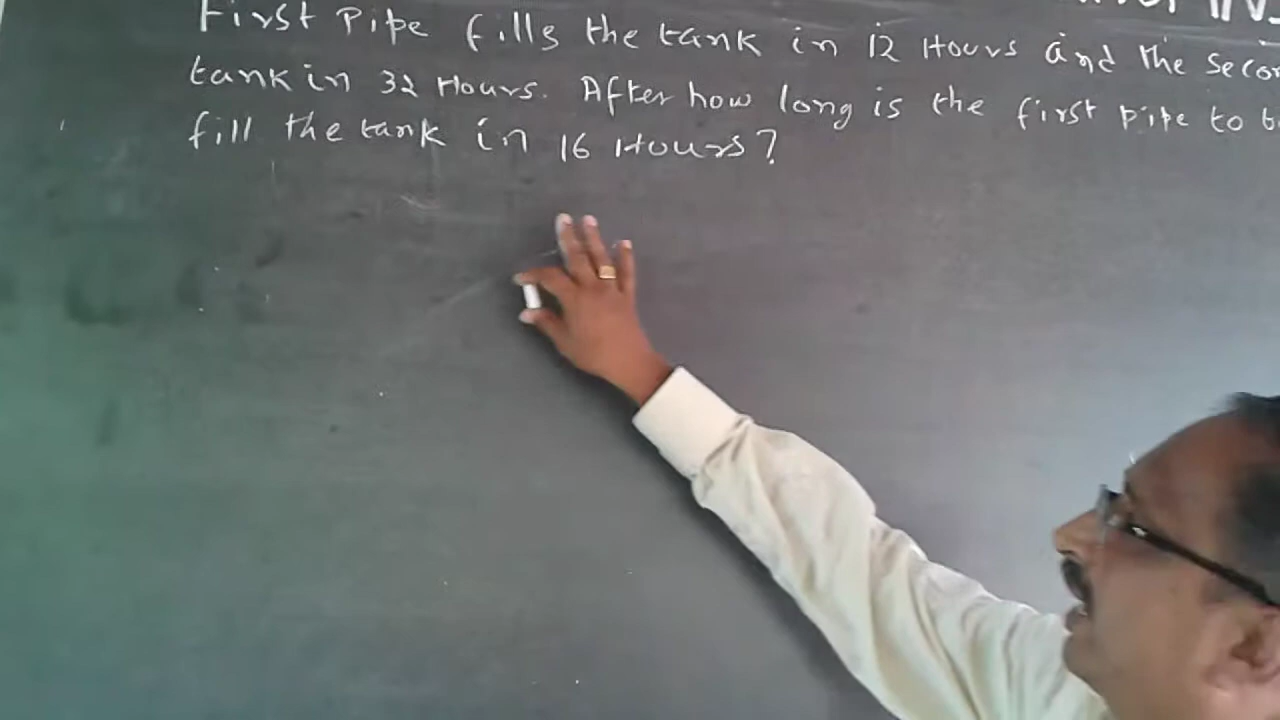 First Pipe fills the tank in 12 Hours and the
tank in 32 Hours. After how long is the first pipe to
fill the tank in 16 Hours?